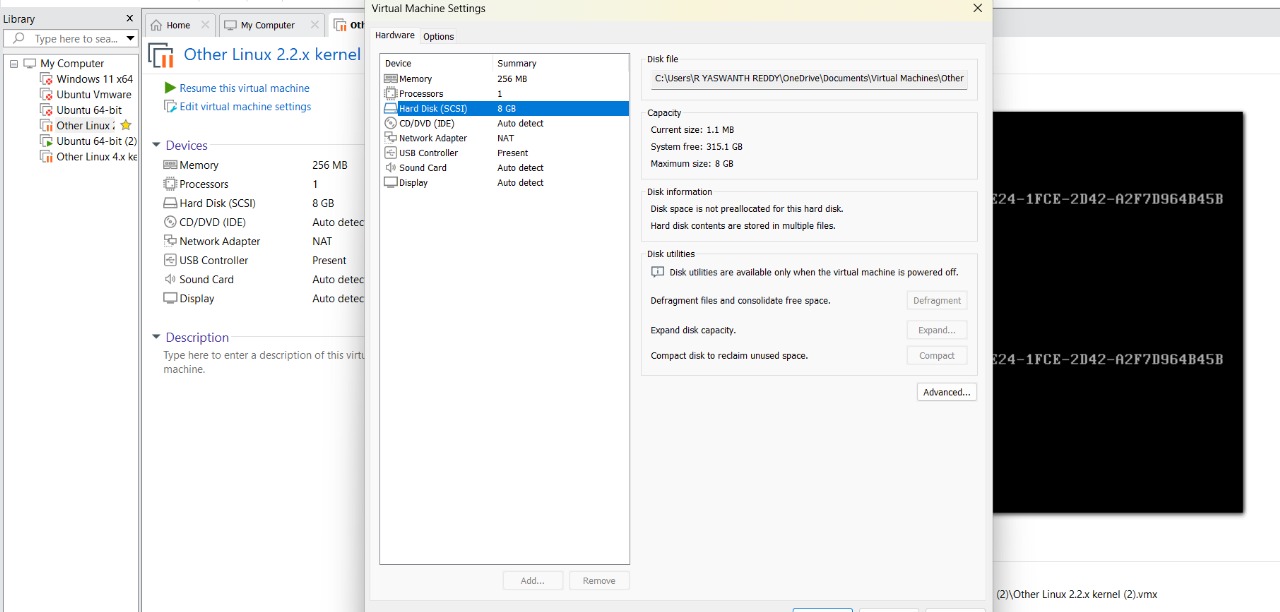 Library
Type here to sea...
My Computer
Windows 11 x64
Ubuntu Vmware
Ubuntu 64-bit
Other Linux 2
Ubuntu 64-bit (2)
Other Linux 4.x ke
Home
My Computer
Oth
Other Linux 2.2.x kernel
Resume this virtual machine
Edit virtual machine settings
Devices
Memory 256 MB
Processors 1
Hard Disk (SCSI) 8 GB
CD/DVD (IDE) Auto detec
Network Adapter NAT
USB Controller Present
Sound Card Auto detec
Display Auto detec
Description
Type here to enter a description of this virtu
machine.
Virtual Machine Settings
Hardware Options
Device Summary
Memory 256 MB
Processors 1
Hard Disk (SCSI) 8 GB
CD/DVD (IDE) Auto detect
Network Adapter NAT
USB Controller Present
Sound Card Auto detect
Display Auto detect
Add... Remove
Disk file
C:\Users\R YASWANTH REDDY\OneDrive\Documents\Virtual Machines\Other
Capacity
Current size: 1.1 MB
System free: 315.1 GB
Maximum size: 8 GB
Disk information
Disk space is not preallocated for this hard disk.
Hard disk contents are stored in multiple files.
Disk utilities
Disk utilities are available only when the virtual machine is powered off.
Defragment files and consolidate free space. Defragment
Expand disk capacity. Expand...
Compact disk to reclaim unused space. Compact
Advanced...
E24-1FCE-2D42-A2F7D964B45B
E24-1FCE-2D42-A2F7D964B45B
(2)\Other Linux 2.2.x kernel (2).vmx